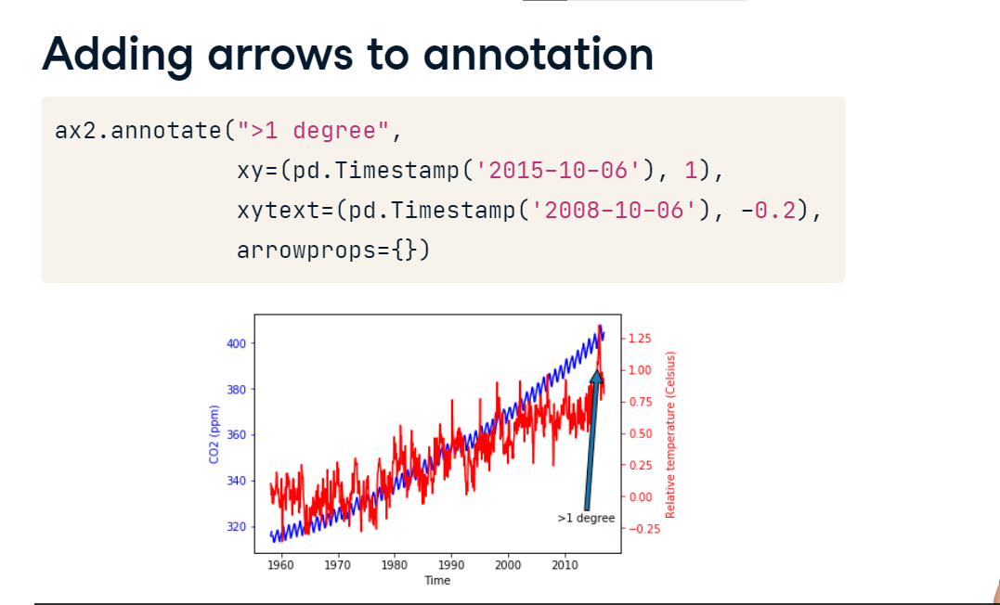 Adding arrows to annotation
ax2.annotate(">1 degree",
xy=(pd.Timestamp('2015-10-06'), 1),
xytext=(pd.Timestamp('2008-10-06'), -0.2),
arrowprops={})
400
380
360
340
320
CO2 (ppm)
1.25
1.00
0.75
0.50
0.25
0.00
−0.25
Relative temperature (Celsius)
>1 degree
1960 1970 1980 1990 2000 2010
Time